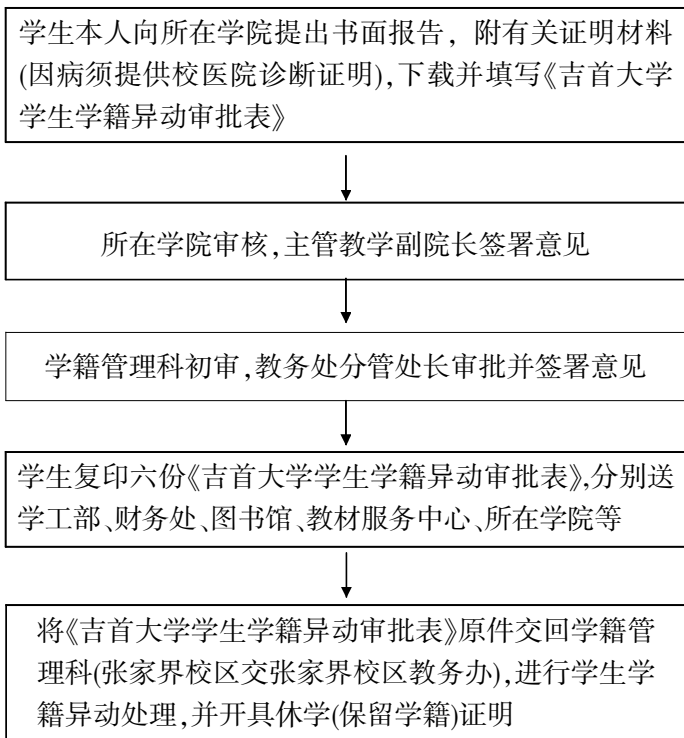 学生本人向所在学院提出书面报告，附有关证明材料
(因病须提供校医院诊断证明),下载并填写《吉首大学
学生学籍异动审批表》
所在学院审核,主管教学副院长签署意见
学籍管理科初审,教务处分管处长审批并签署意见
学生复印六份《吉首大学学生学籍异动审批表》,分别送
学工部、财务处、图书馆、教材服务中心、所在学院等
将《吉首大学学生学籍异动审批表》原件交回学籍管
理科(张家界校区交张家界校区教务办),进行学生学
籍异动处理,并开具休学(保留学籍)证明